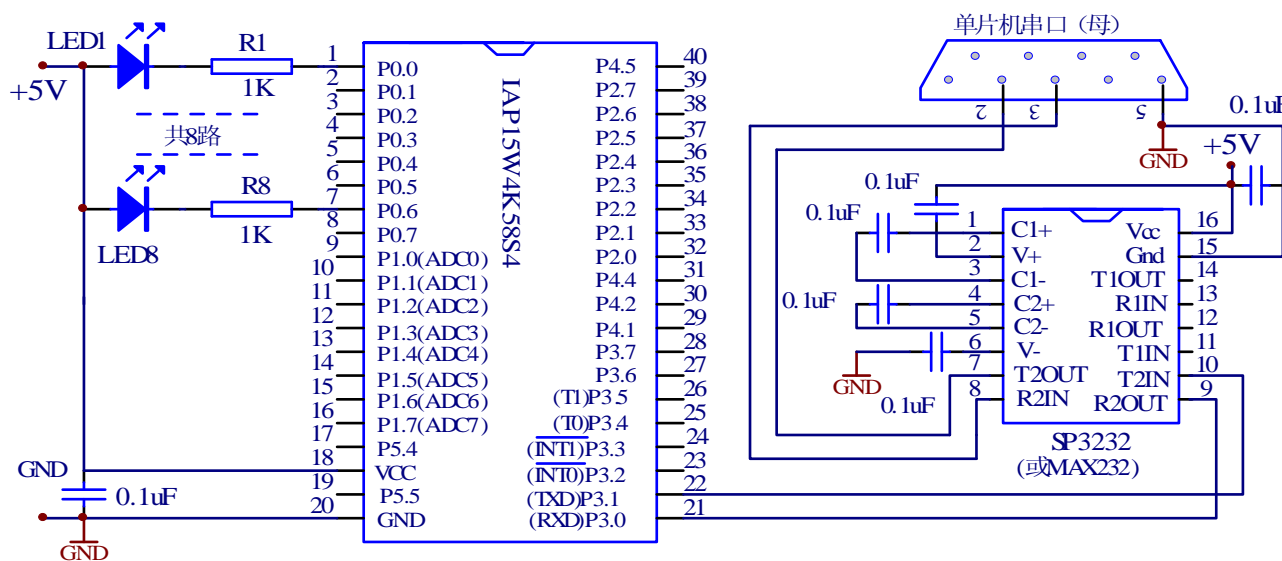 LED1
+5V
R1
1K
共8路
R8
1K
LED8
GND
0.1uF
GND
IAP15W4K58S4
1 P0.0
2 P0.1
3 P0.2
4 P0.3
5 P0.4
6 P0.5
7 P0.6
8 P0.7
9 P1.0(ADC0)
10 P1.1(ADC1)
11 P1.2(ADC2)
12 P1.3(ADC3)
13 P1.4(ADC4)
14 P1.5(ADC5)
15 P1.6(ADC6)
16 P1.7(ADC7)
17 P5.4
18 VCC
19 P5.5
20 GND
P4.5 40
P2.7 39
P2.6 38
P2.5 37
P2.4 36
P2.3 35
P2.2 34
P2.1 33
P2.0 32
P4.4 31
P4.2 30
P4.1 29
P3.7 28
P3.6 27
(T1)P3.5 26
(T0)P3.4 25
(INT1)P3.3 24
(INT0)P3.2 23
(TXD)P3.1 22
(RXD)P3.0 21
单片机串口（母）
2 3 5
GND
0.1uF
+5V
0.1uF
0.1uF
0.1uF
GND
0.1uF
1 C1+
2 V+
3 C1-
4 C2+
5 C2-
6 V-
7 T2OUT
8 R2IN
Vcc 16
Gnd 15
T1OUT 14
R1IN 13
R1OUT 12
T1IN 11
T2IN 10
R2OUT 9
SP3232
(或MAX232)